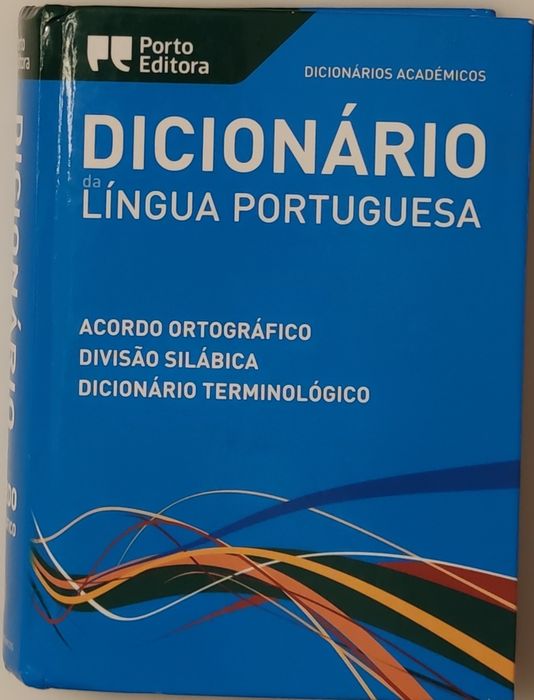 Porto
Editora
DICIONÁRIOS ACADÉMICOS
DICIONÁRIO
da
LÍNGUA PORTUGUESA
ACORDO ORTOGRÁFICO
DIVISÃO SILÁBICA
DICIONÁRIO TERMINOLÓGICO
DICIONÁRIO